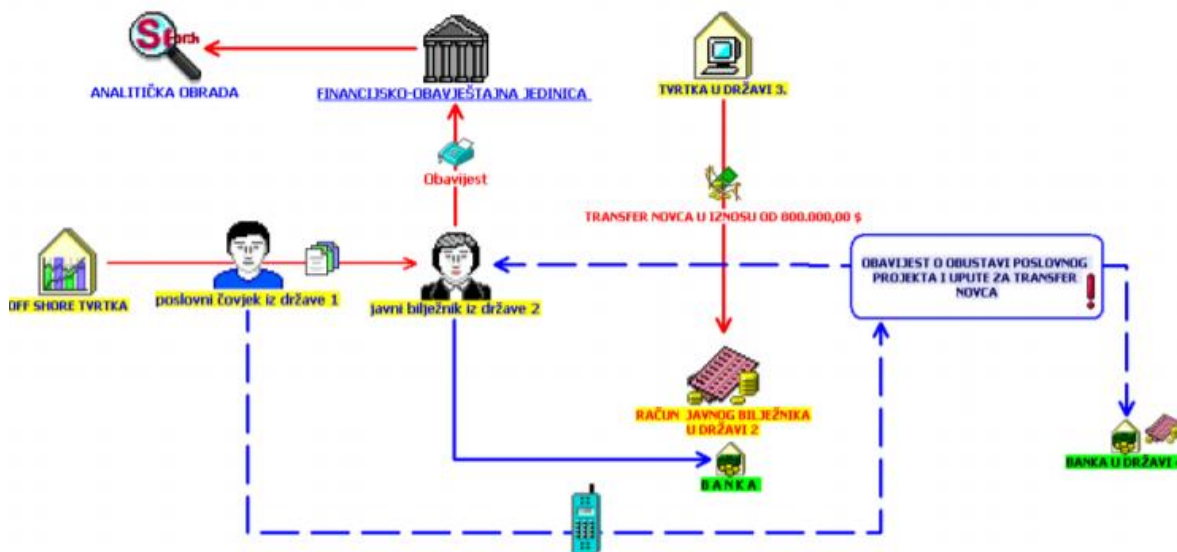 Search
ANALITIČKA OBRADA
FINANCIJSKO-OBAVJEŠTAJNA JEDINICA
TVRTKA U DRŽAVI 3.
Obavijest
TRANSFER NOVCA U IZNOSU OD 800.000,00 $
OFF SHORE TVRTKA
poslovni čovjek iz države 1
javni bilježnik iz države 2
OBAVIJEST O OBUSTAVI POSLOVNOG
PROJEKTA I UPUTE ZA TRANSFER
NOVCA
RAČUN JAVNOG BILJEŽNIKA
U DRŽAVI 2
BANKA
BANKA U DRŽAVI